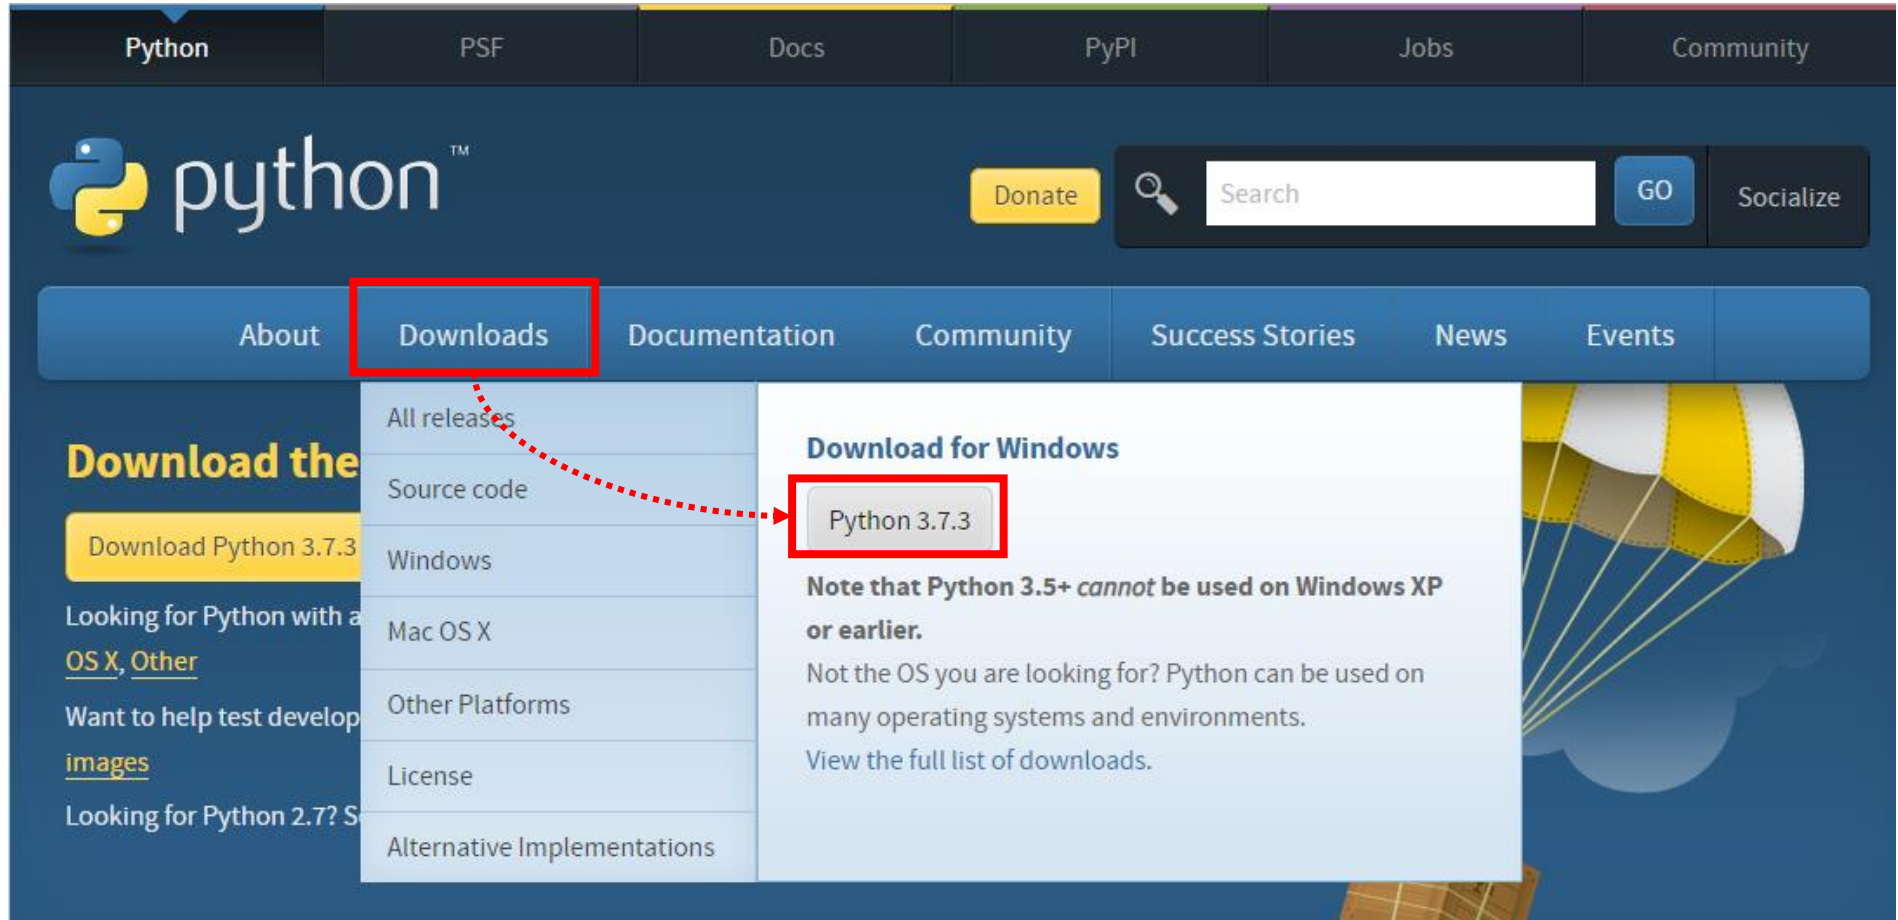 Python
PSF
Docs
PyPI
Jobs
Community
python™
Donate
Search
GO
Socialize
About
Downloads
Documentation
Community
Success Stories
News
Events
Download the
Download Python 3.7.3
Looking for Python with a
OS X, Other
Want to help test develop
images
Looking for Python 2.7? S
All releases
Source code
Windows
Mac OS X
Other Platforms
License
Alternative Implementations
Download for Windows
Python 3.7.3
Note that Python 3.5+ cannot be used on Windows XP
or earlier.
Not the OS you are looking for? Python can be used on
many operating systems and environments.
View the full list of downloads.